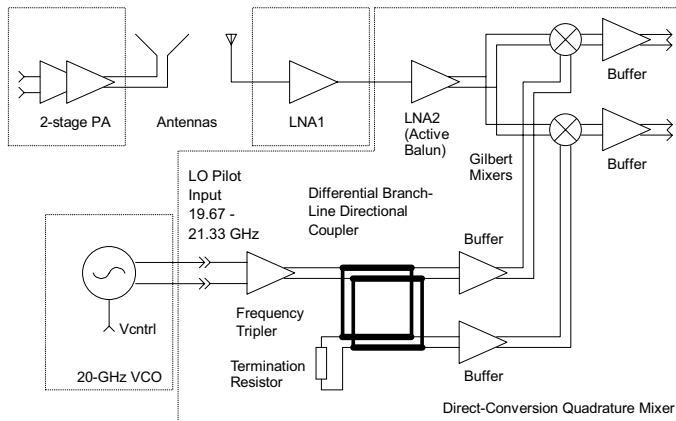 Buffer
2-stage PA
Antennas
LNA1
LNA2
(Active
Balun)
Gilbert
Mixers
Buffer
LO Pilot
Input
19.67 -
21.33 GHz
Differential Branch-
Line Directional
Coupler
Buffer
Vcntrl
Frequency
Tripler
Termination
Resistor
20-GHz VCO
Buffer
Direct-Conversion Quadrature Mixer